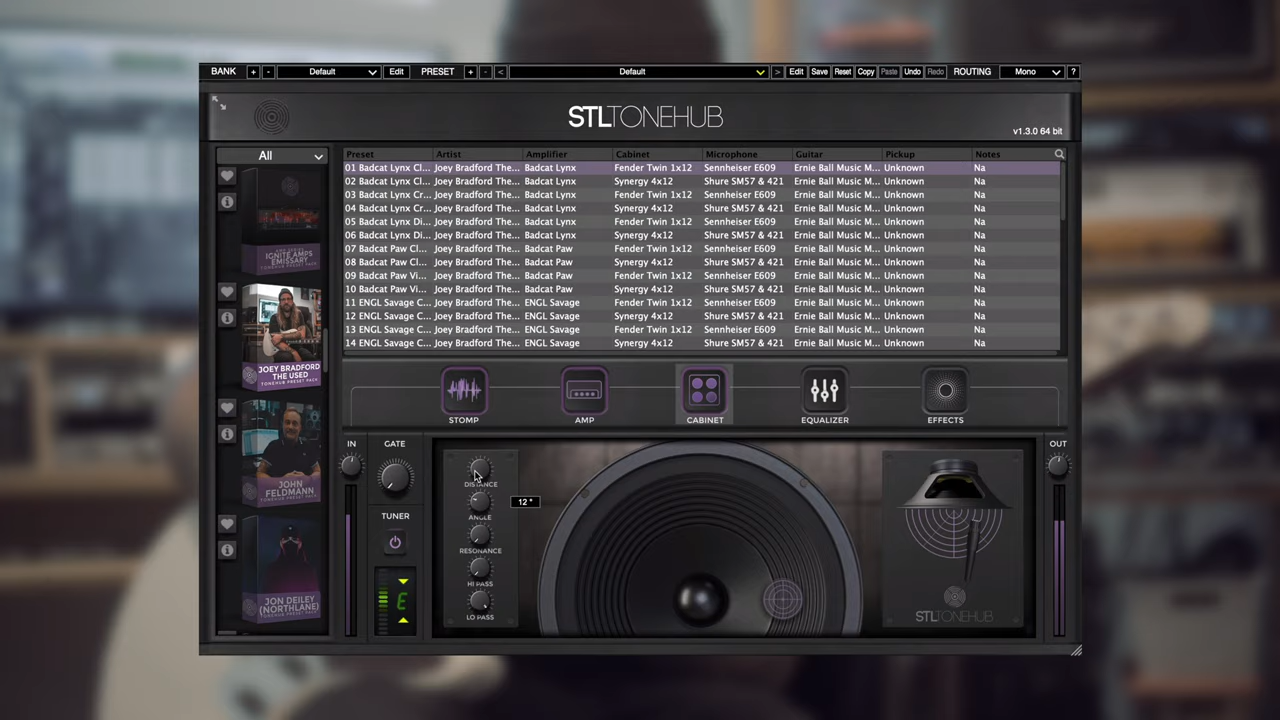 BANK + - Default Edit PRESET + - < Default > Edit Save Reset Copy Paste Undo Redo ROUTING Mono ?
STLTONEHUB
v1.3.0 64 bit
All
Preset Artist Amplifier Cabinet Microphone Guitar Pickup Notes
01 Badcat Lynx Cl... Joey Bradford The... Badcat Lynx Fender Twin 1x12 Sennheiser E609 Ernie Ball Music M... Unknown Na
02 Badcat Lynx Cl... Joey Bradford The... Badcat Lynx Synergy 4x12 Shure SM57 & 421 Ernie Ball Music M... Unknown Na
03 Badcat Lynx Cr... Joey Bradford The... Badcat Lynx Fender Twin 1x12 Sennheiser E609 Ernie Ball Music M... Unknown Na
04 Badcat Lynx Cr... Joey Bradford The... Badcat Lynx Synergy 4x12 Shure SM57 & 421 Ernie Ball Music M... Unknown Na
05 Badcat Lynx Di... Joey Bradford The... Badcat Lynx Fender Twin 1x12 Sennheiser E609 Ernie Ball Music M... Unknown Na
06 Badcat Lynx Di... Joey Bradford The... Badcat Lynx Synergy 4x12 Shure SM57 & 421 Ernie Ball Music M... Unknown Na
07 Badcat Paw Cl... Joey Bradford The... Badcat Paw Fender Twin 1x12 Sennheiser E609 Ernie Ball Music M... Unknown Na
08 Badcat Paw Cl... Joey Bradford The... Badcat Paw Synergy 4x12 Shure SM57 & 421 Ernie Ball Music M... Unknown Na
09 Badcat Paw Vi... Joey Bradford The... Badcat Paw Fender Twin 1x12 Sennheiser E609 Ernie Ball Music M... Unknown Na
10 Badcat Paw Vi... Joey Bradford The... Badcat Paw Synergy 4x12 Shure SM57 & 421 Ernie Ball Music M... Unknown Na
11 ENGL Savage C... Joey Bradford The... ENGL Savage Fender Twin 1x12 Sennheiser E609 Ernie Ball Music M... Unknown Na
12 ENGL Savage C... Joey Bradford The... ENGL Savage Synergy 4x12 Shure SM57 & 421 Ernie Ball Music M... Unknown Na
13 ENGL Savage C... Joey Bradford The... ENGL Savage Fender Twin 1x12 Sennheiser E609 Ernie Ball Music M... Unknown Na
14 ENGL Savage C... Joey Bradford The... ENGL Savage Synergy 4x12 Shure SM57 & 421 Ernie Ball Music M... Unknown Na
IGNITE AMPS
EMISSARY
TONEHUB PRESET PACK
JOEY BRADFORD
THE USED
TONEHUB PRESET PACK
JOHN
FELDMANN
TONEHUB PRESET PACK
JON DEILEY
(NORTHLANE)
TONEHUB PRESET PACK
STOMP AMP CABINET EQUALIZER EFFECTS
IN GATE OUT
TUNER
E
DISTANCE
12 °
ANGLE
RESONANCE
HI PASS
LO PASS
STLTONEHUB